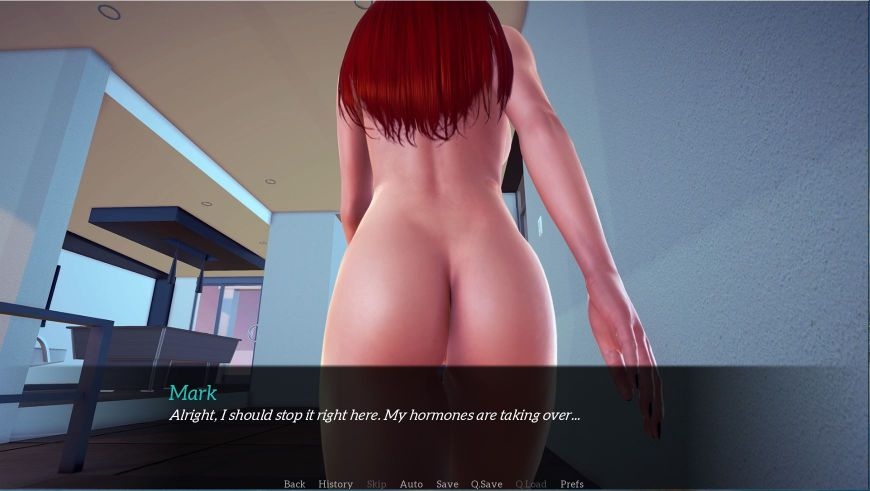 Mark
Alright, I should stop it right here. My hormones are taking over...
Back History Skip Auto Save Q.Save Q.Load Prefs